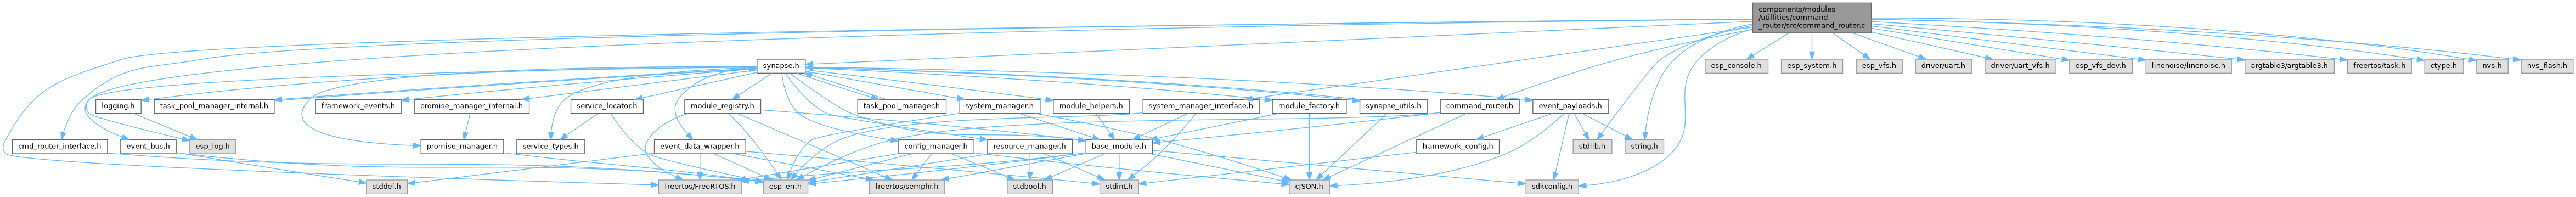 components/modules
/utillities/command
_router/src/command_router.c
synapse.h
esp_console.h
esp_system.h
esp_vfs.h
driver/uart.h
driver/uart_vfs.h
esp_vfs_dev.h
linenoise/linenoise.h
argtable3/argtable3.h
freertos/task.h
ctype.h
nvs.h
nvs_flash.h
logging.h
task_pool_manager_internal.h
framework_events.h
promise_manager_internal.h
service_locator.h
module_registry.h
task_pool_manager.h
system_manager.h
module_helpers.h
system_manager_interface.h
module_factory.h
synapse_utils.h
command_router.h
event_payloads.h
cmd_router_interface.h
event_bus.h
esp_log.h
promise_manager.h
service_types.h
event_data_wrapper.h
config_manager.h
resource_manager.h
base_module.h
framework_config.h
stdlib.h
string.h
stddef.h
freertos/FreeRTOS.h
esp_err.h
freertos/semphr.h
stdbool.h
stdint.h
cJSON.h
sdkconfig.h